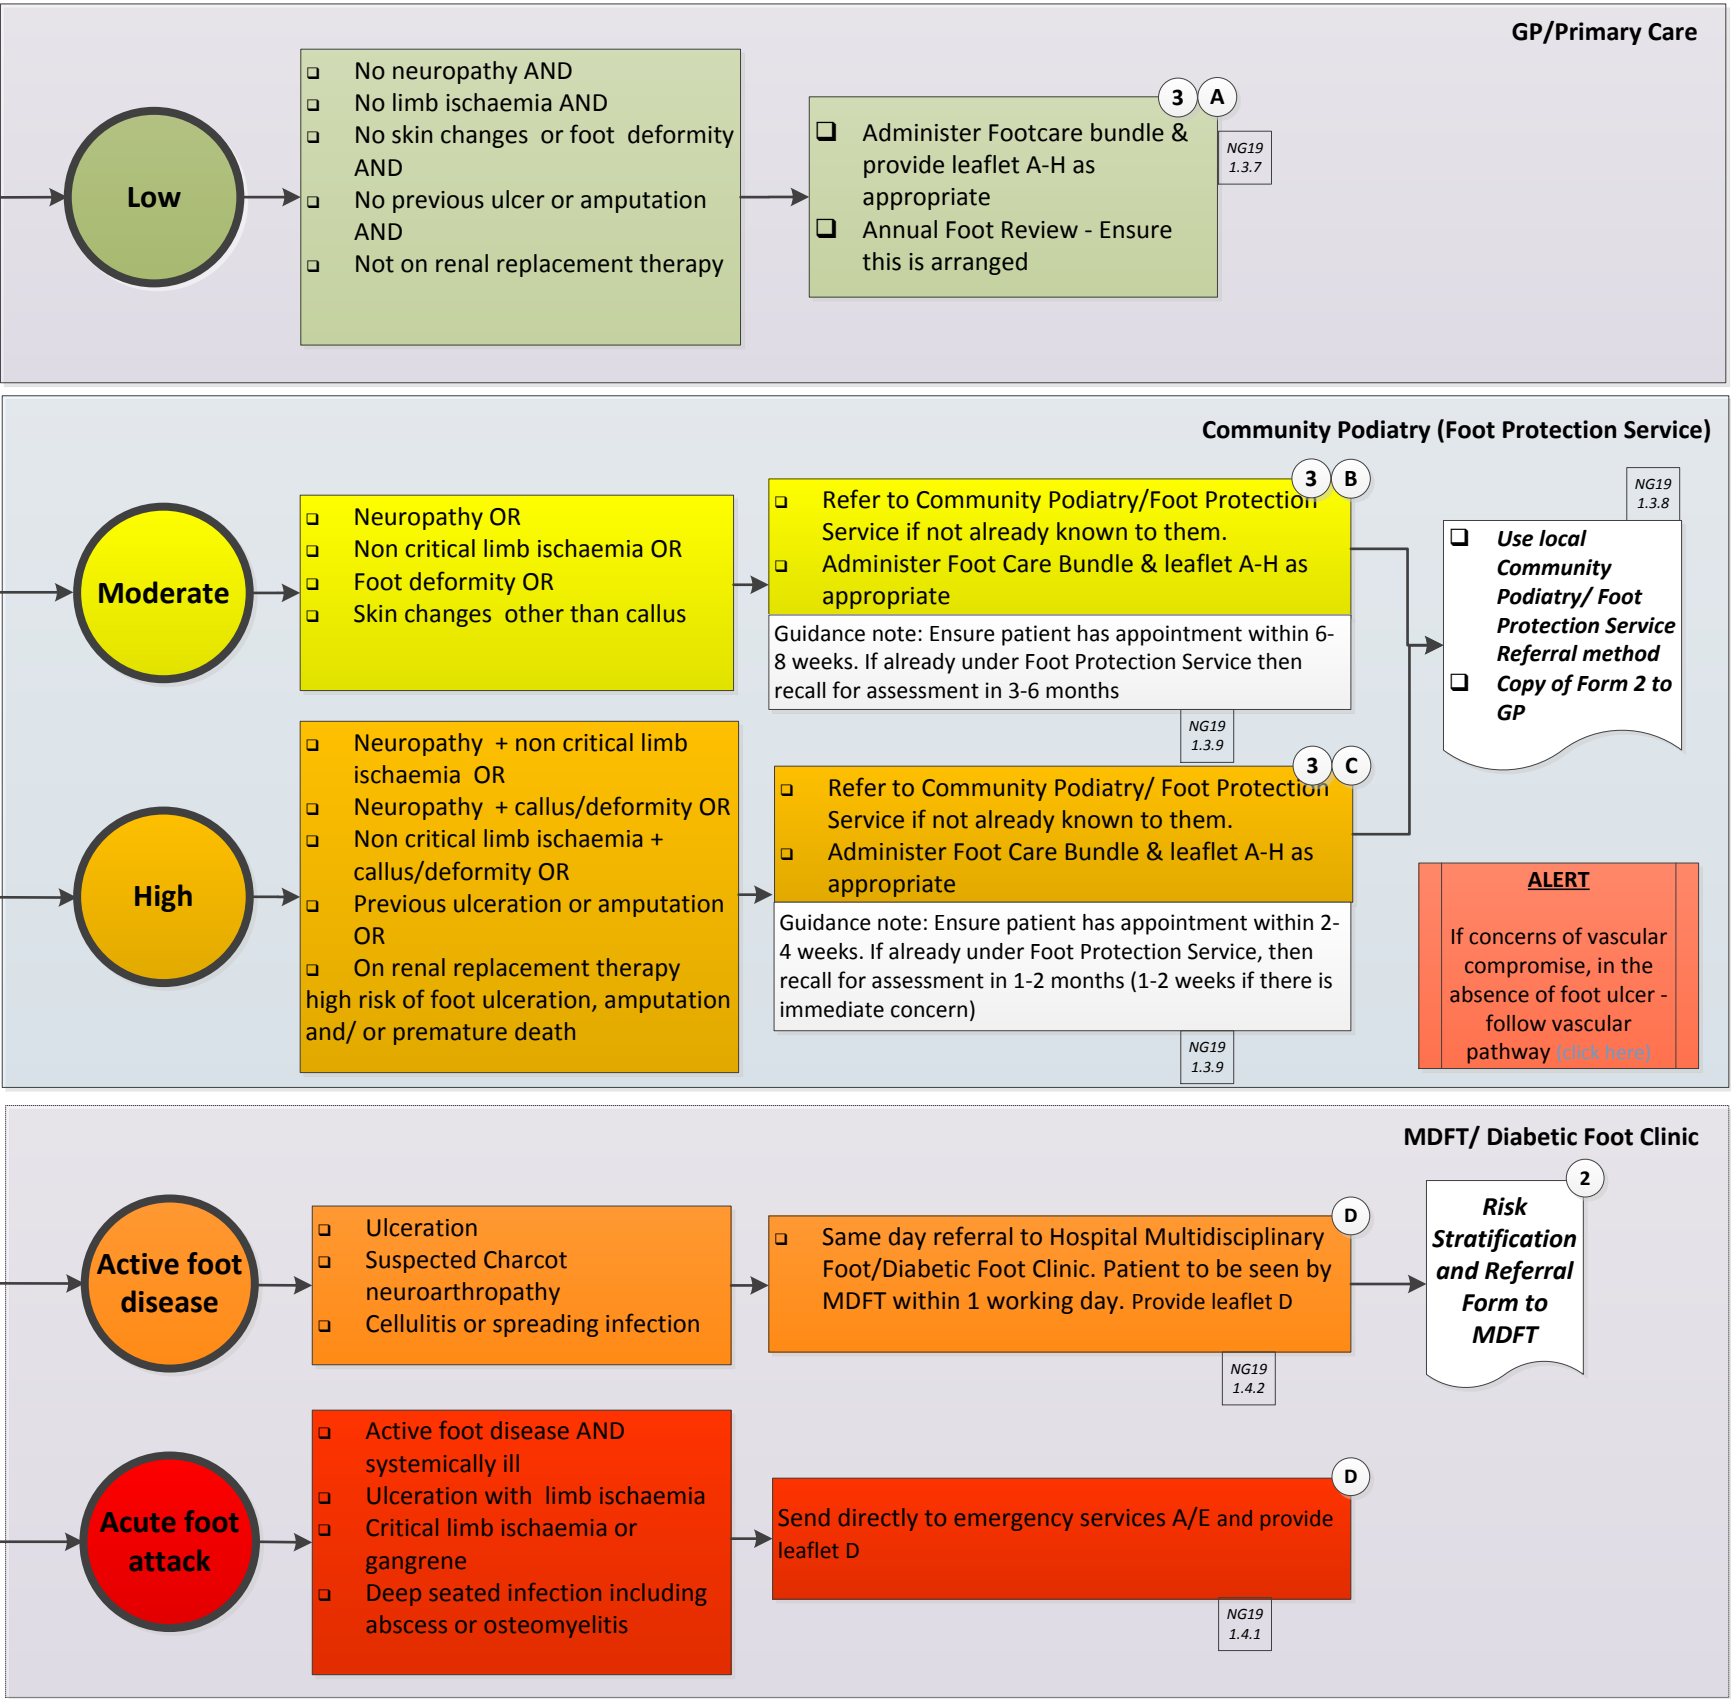 GP/Primary Care
Low
❑ No neuropathy AND
❑ No limb ischaemia AND
❑ No skin changes or foot deformity
AND
❑ No previous ulcer or amputation
AND
❑ Not on renal replacement therapy
3 A
❑ Administer Footcare bundle &
provide leaflet A-H as
appropriate
❑ Annual Foot Review - Ensure
this is arranged
NG19
1.3.7
Community Podiatry (Foot Protection Service)
Moderate
❑ Neuropathy OR
❑ Non critical limb ischaemia OR
❑ Foot deformity OR
❑ Skin changes other than callus
3 B
❑ Refer to Community Podiatry/Foot Protection
Service if not already known to them.
❑ Administer Foot Care Bundle & leaflet A-H as
appropriate
Guidance note: Ensure patient has appointment within 6-
8 weeks. If already under Foot Protection Service then
recall for assessment in 3-6 months
NG19
1.3.9
NG19
1.3.8
❑ Use local
Community
Podiatry/ Foot
Protection Service
Referral method
❑ Copy of Form 2 to
GP
High
❑ Neuropathy + non critical limb
ischaemia OR
❑ Neuropathy + callus/deformity OR
❑ Non critical limb ischaemia +
callus/deformity OR
❑ Previous ulceration or amputation
OR
❑ On renal replacement therapy
high risk of foot ulceration, amputation
and/ or premature death
3 C
❑ Refer to Community Podiatry/ Foot Protection
Service if not already known to them.
❑ Administer Foot Care Bundle & leaflet A-H as
appropriate
Guidance note: Ensure patient has appointment within 2-
4 weeks. If already under Foot Protection Service, then
recall for assessment in 1-2 months (1-2 weeks if there is
immediate concern)
NG19
1.3.9
ALERT
If concerns of vascular
compromise, in the
absence of foot ulcer -
follow vascular
pathway (click here)
MDFT/ Diabetic Foot Clinic
Active foot
disease
❑ Ulceration
❑ Suspected Charcot
neuroarthropathy
❑ Cellulitis or spreading infection
D
❑ Same day referral to Hospital Multidisciplinary
Foot/Diabetic Foot Clinic. Patient to be seen by
MDFT within 1 working day. Provide leaflet D
NG19
1.4.2
2
Risk
Stratification
and Referral
Form to
MDFT
Acute foot
attack
❑ Active foot disease AND
systemically ill
❑ Ulceration with limb ischaemia
❑ Critical limb ischaemia or
gangrene
❑ Deep seated infection including
abscess or osteomyelitis
D
Send directly to emergency services A/E and provide
leaflet D
NG19
1.4.1